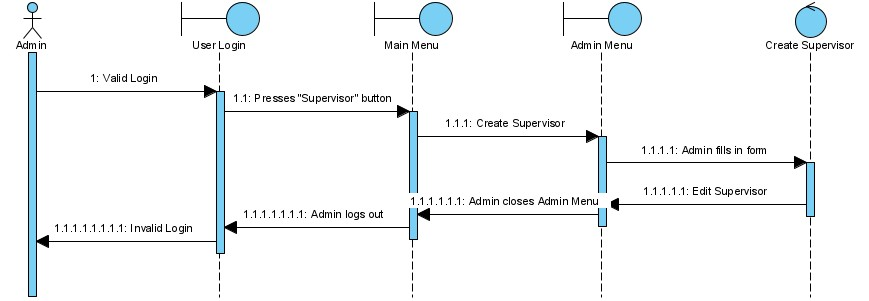 Admin
User Login
Main Menu
Admin Menu
Create Supervisor
1: Valid Login
1.1: Presses "Supervisor" button
1.1.1: Create Supervisor
1.1.1.1: Admin fills in form
1.1.1.1.1: Edit Supervisor
1.1.1.1.1.1: Admin closes Admin Menu
1.1.1.1.1.1.1: Admin logs out
1.1.1.1.1.1.1.1: Invalid Login